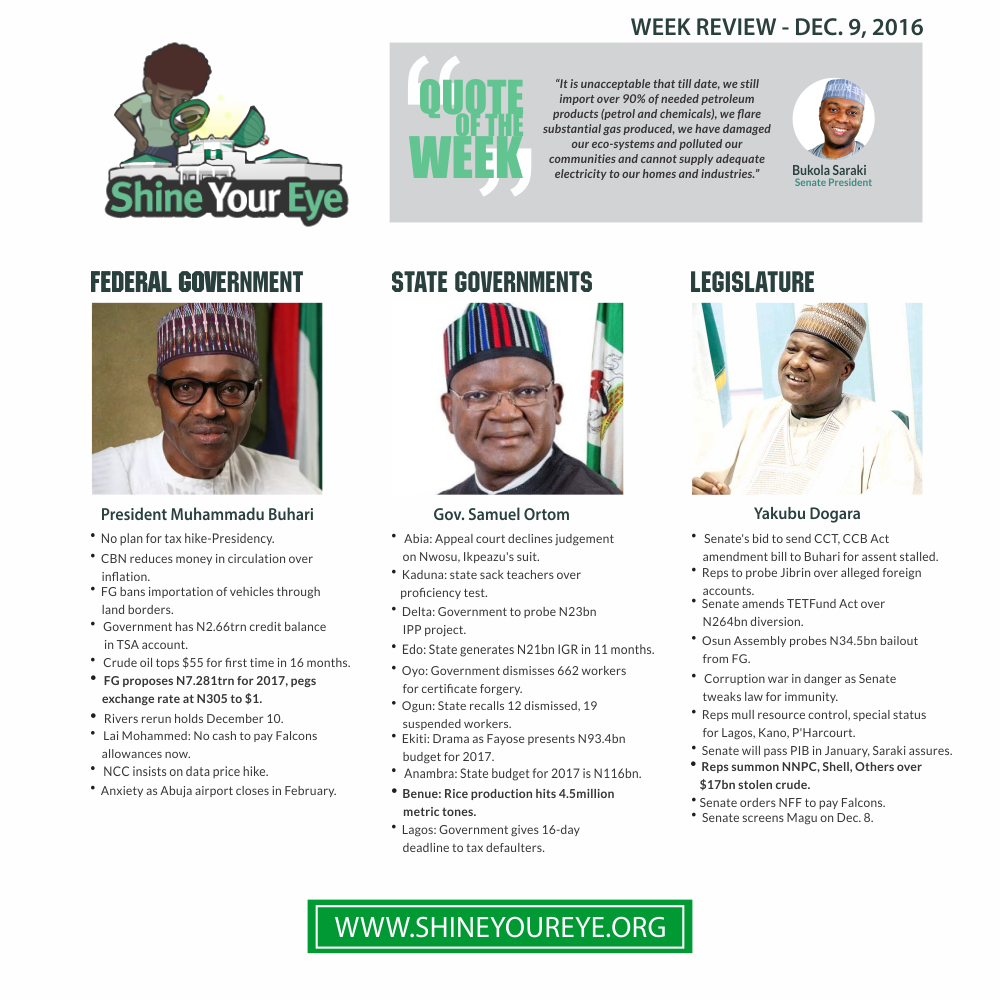 WEEK REVIEW - DEC. 9, 2016
Shine Your Eye
“
QUOTE
OF THE
WEEK
”
“It is unacceptable that till date, we still
import over 90% of needed petroleum
products (petrol and chemicals), we flare
substantial gas produced, we have damaged
our eco-systems and polluted our
communities and cannot supply adequate
electricity to our homes and industries.”
Bukola Saraki
Senate President
FEDERAL GOVERNMENT
President Muhammadu Buhari
• No plan for tax hike-Presidency.
• CBN reduces money in circulation over
inflation.
• FG bans importation of vehicles through
land borders.
• Government has N2.66trn credit balance
in TSA account.
• Crude oil tops $55 for first time in 16 months.
• FG proposes N7.281trn for 2017, pegs
exchange rate at N305 to $1.
• Rivers rerun holds December 10.
• Lai Mohammed: No cash to pay Falcons
allowances now.
• NCC insists on data price hike.
• Anxiety as Abuja airport closes in February.
STATE GOVERNMENTS
Gov. Samuel Ortom
• Abia: Appeal court declines judgement
on Nwosu, Ikpeazu's suit.
• Kaduna: state sack teachers over
proficiency test.
• Delta: Government to probe N23bn
IPP project.
• Edo: State generates N21bn IGR in 11 months.
• Oyo: Government dismisses 662 workers
for certificate forgery.
• Ogun: State recalls 12 dismissed, 19
suspended workers.
• Ekiti: Drama as Fayose presents N93.4bn
budget for 2017.
• Anambra: State budget for 2017 is N116bn.
• Benue: Rice production hits 4.5million
metric tones.
• Lagos: Government gives 16-day
deadline to tax defaulters.
LEGISLATURE
Yakubu Dogara
• Senate's bid to send CCT, CCB Act
amendment bill to Buhari for assent stalled.
• Reps to probe Jibrin over alleged foreign
accounts.
• Senate amends TETFund Act over
N264bn diversion.
• Osun Assembly probes N34.5bn bailout
from FG.
• Corruption war in danger as Senate
tweaks law for immunity.
• Reps mull resource control, special status
for Lagos, Kano, P'Harcourt.
• Senate will pass PIB in January, Saraki assures.
• Reps summon NNPC, Shell, Others over
$17bn stolen crude.
• Senate orders NFF to pay Falcons.
• Senate screens Magu on Dec. 8.
WWW.SHINEYOUREYE.ORG